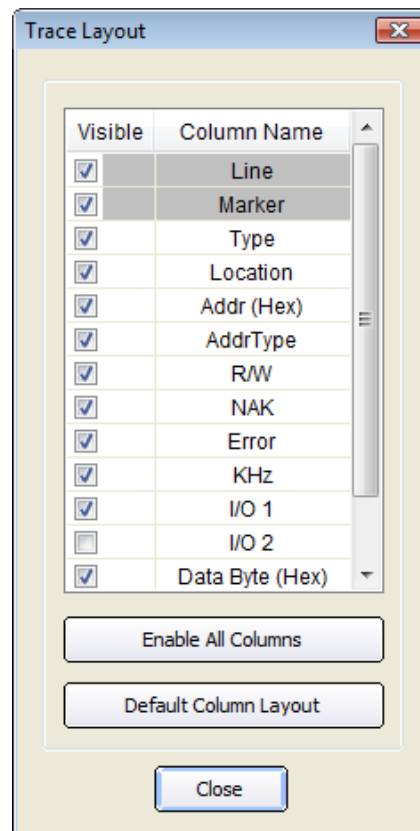 Trace Layout
Visible Column Name
Line
Marker
Type
Location
Addr (Hex)
AddrType
R/W
NAK
Error
KHz
I/O 1
I/O 2
Data Byte (Hex)
Enable All Columns
Default Column Layout
Close